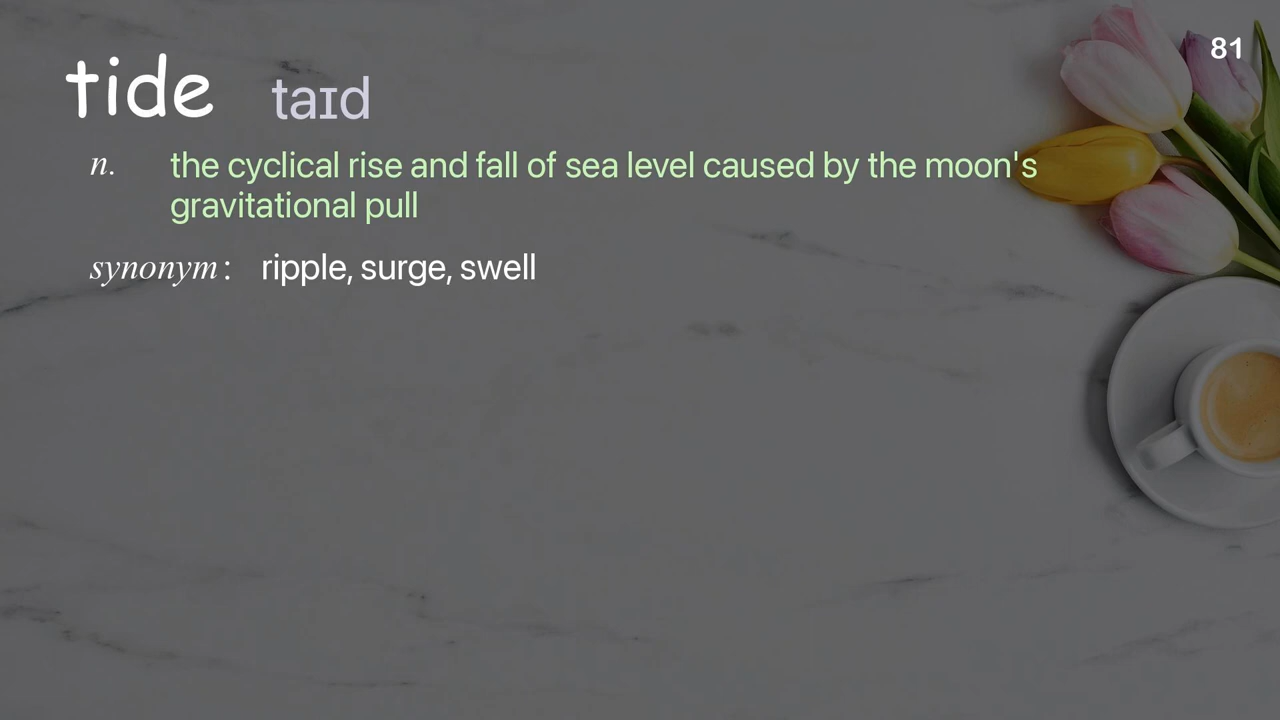 81
tide taɪd
n. the cyclical rise and fall of sea level caused by the moon's
gravitational pull
synonym: ripple, surge, swell